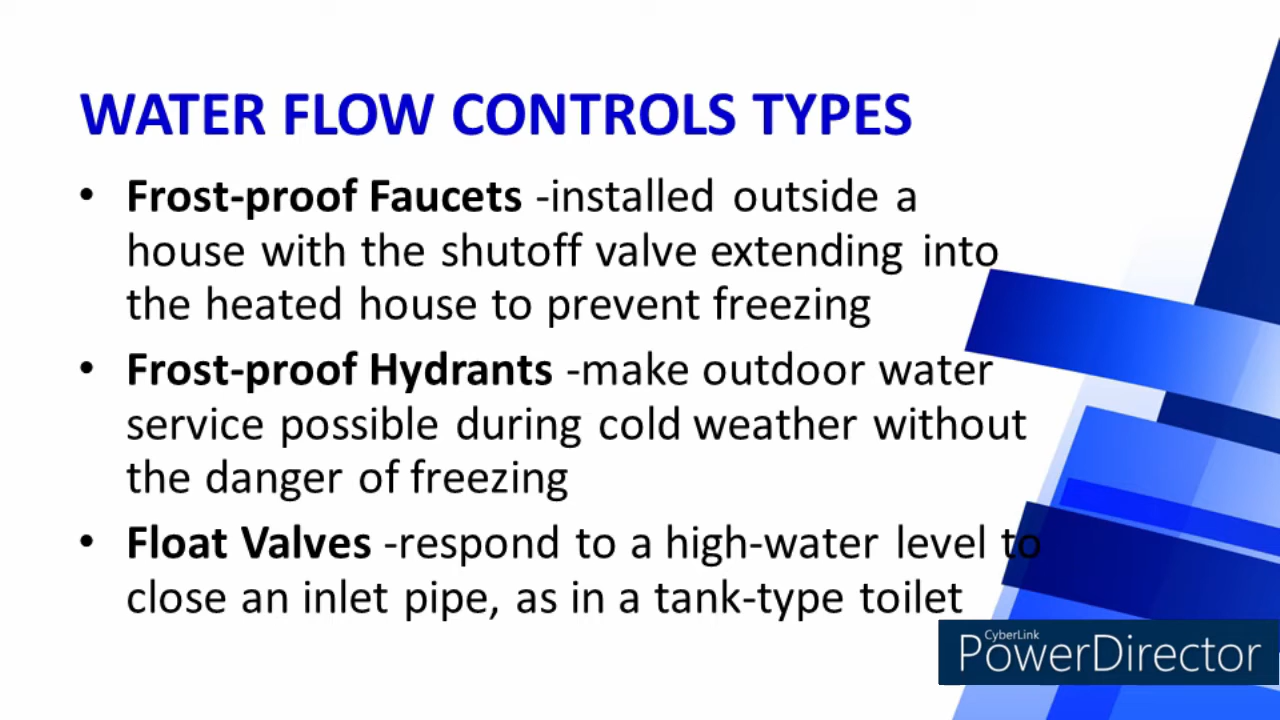 WATER FLOW CONTROLS TYPES
• Frost-proof Faucets -installed outside a
house with the shutoff valve extending into
the heated house to prevent freezing
• Frost-proof Hydrants -make outdoor water
service possible during cold weather without
the danger of freezing
• Float Valves -respond to a high-water level to
close an inlet pipe, as in a tank-type toilet
CyberLink
PowerDirector